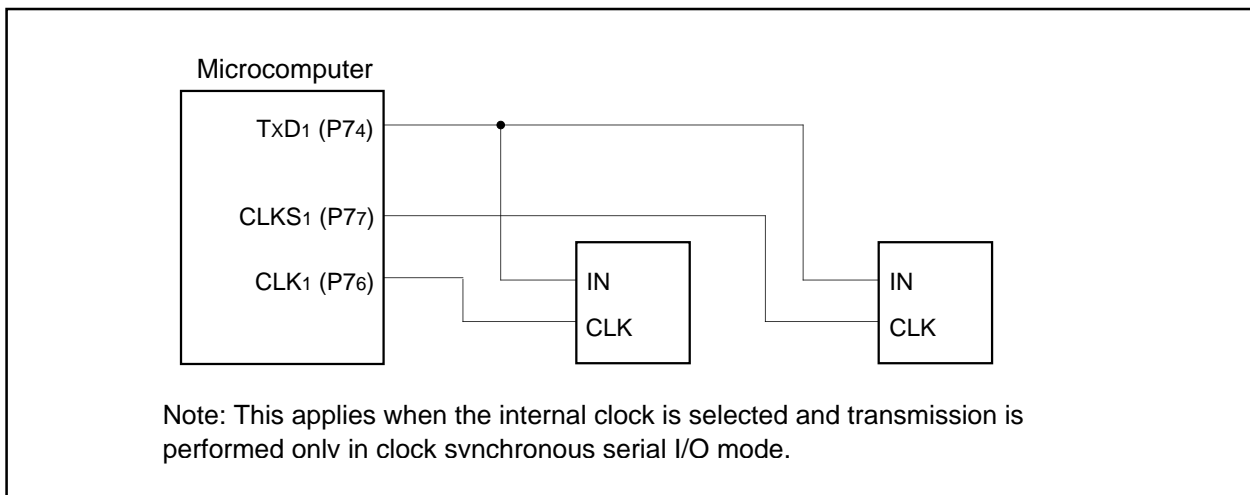 Microcomputer
TXD1 (P74)
CLKS1 (P77)
CLK1 (P76)
IN
CLK
IN
CLK
Note: This applies when the internal clock is selected and transmission is
performed only in clock synchronous serial I/O mode.